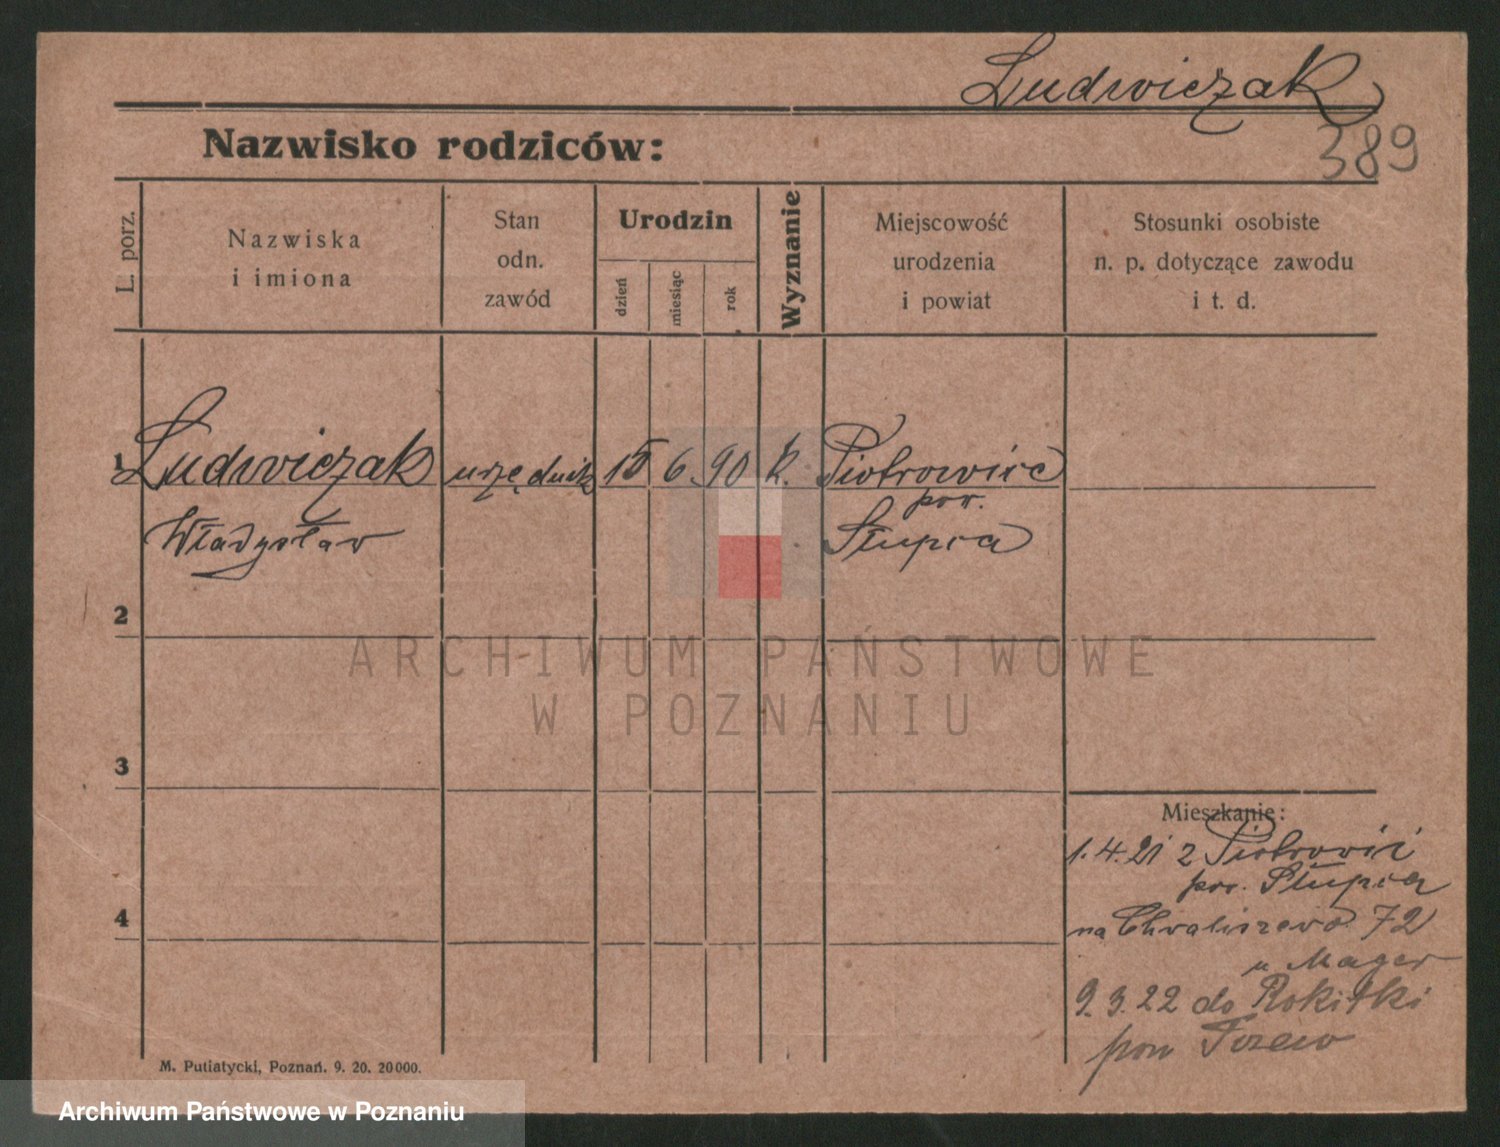 Ludwiczak
389
Nazwisko rodziców:
L. porz.
Nazwiska
i imiona
Stan
odn.
zawód
Urodzin
dzień
miesiąc
rok
Wyznanie
Miejscowość
urodzenia
i powiat
Stosunki osobiste
n. p. dotyczące zawodu
i t. d.
1 Ludwiczak urzędnik 15 6. 90 k. Piotrowice
pow.
Władysław Słupca
2
ARCHIWUM PAŃSTWOWE
W POZNANIU
3
Mieszkanie:
1.4.21 z Piotrowic
pow. Słupca
na Chwaliszewo 72
4
u Mager
9.3.22 do Rokitki
pow Tczew
M. Putiatycki, Poznań. 9. 20. 20000.
Archiwum Państwowe w Poznaniu